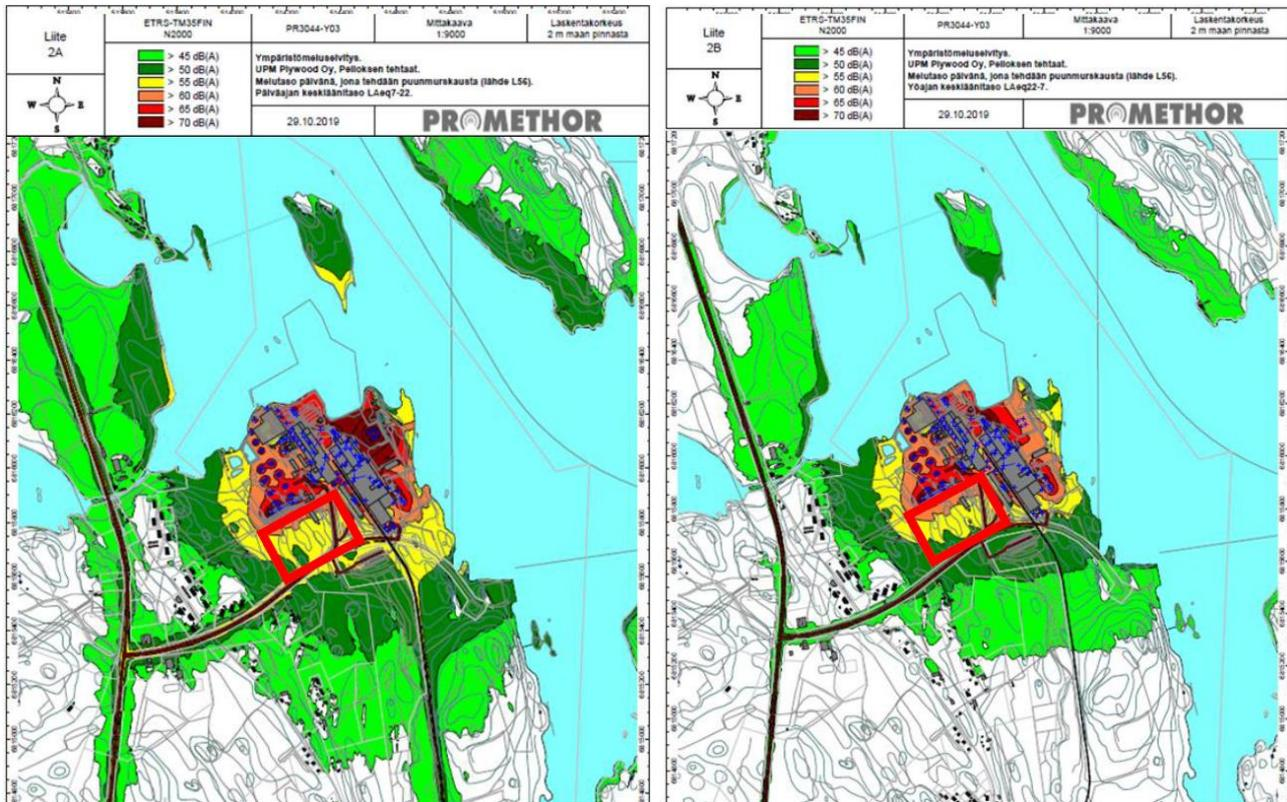 Liite
2A
ETRS-TM35FIN
N2000
PR3044-Y03
Mittakaava
1:9000
Laskentakorkeus
2 m maan pinnasta
N
W E
S
> 45 dB(A)
> 50 dB(A)
> 55 dB(A)
> 60 dB(A)
> 65 dB(A)
> 70 dB(A)
Ympäristömeluselvitys.
UPM Plywood Oy, Pelloksen tehtaat.
Melutaso päivänä, jona tehdään puunmurskausta (lähde L56).
Päiväajan keskiäänitaso LAeq7-22.
29.10.2019
PROMETHOR
Liite
2B
ETRS-TM35FIN
N2000
PR3044-Y03
Mittakaava
1:9000
Laskentakorkeus
2 m maan pinnasta
N
W E
S
> 45 dB(A)
> 50 dB(A)
> 55 dB(A)
> 60 dB(A)
> 65 dB(A)
> 70 dB(A)
Ympäristömeluselvitys.
UPM Plywood Oy, Pelloksen tehtaat.
Melutaso päivänä, jona tehdään puunmurskausta (lähde L56).
Yöajan keskiäänitaso LAeq22-7.
29.10.2019
PROMETHOR